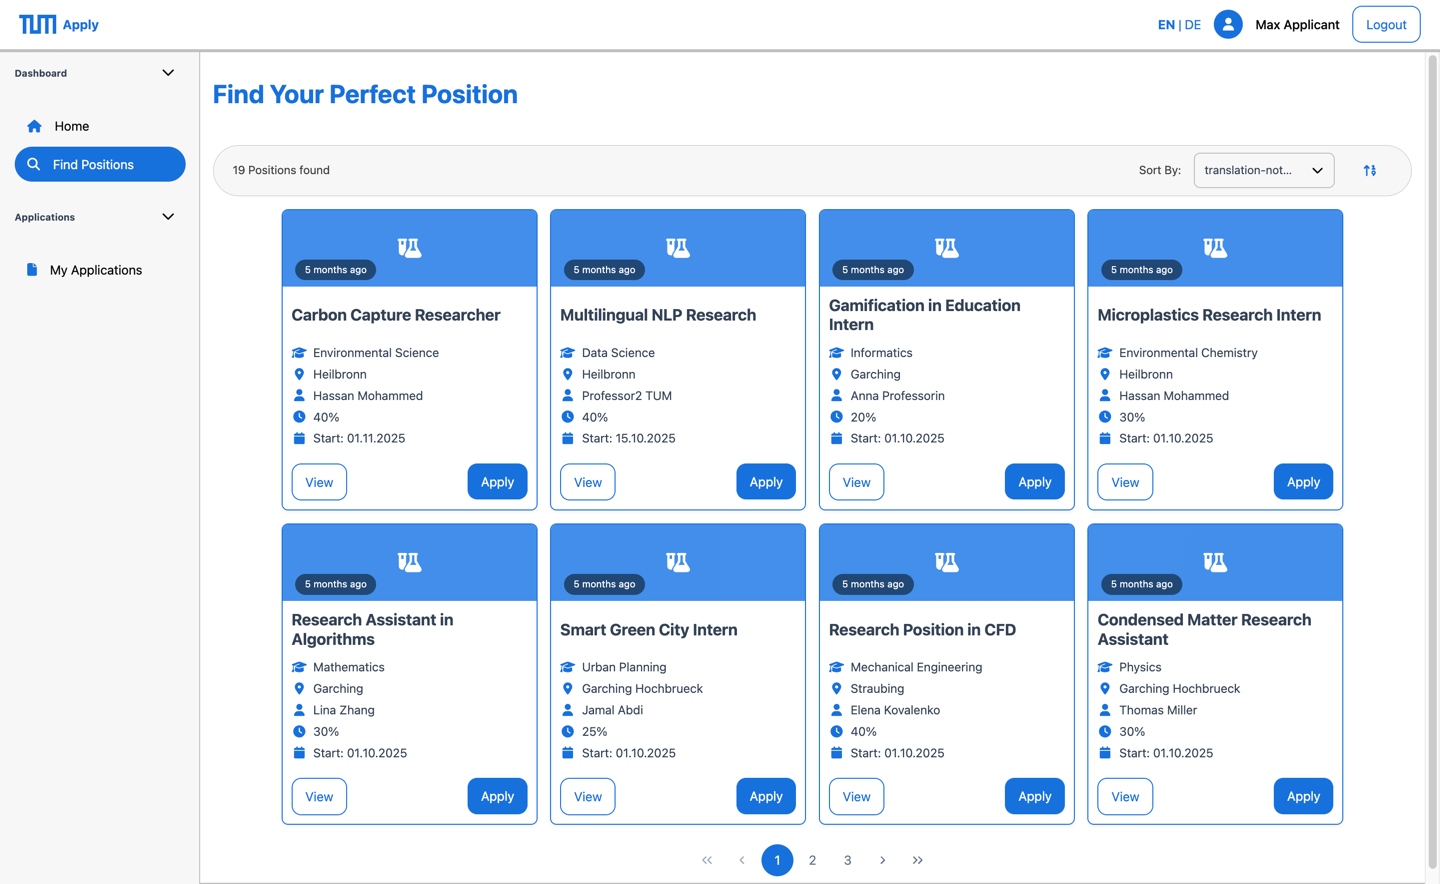 TUM Apply
EN | DE
Max Applicant
Logout
Dashboard
Home
Find Positions
Applications
My Applications
Find Your Perfect Position
19 Positions found
Sort By:
translation-not...
5 months ago
Carbon Capture Researcher
Environmental Science
Heilbronn
Hassan Mohammed
40%
Start: 01.11.2025
View
Apply
5 months ago
Multilingual NLP Research
Data Science
Heilbronn
Professor2 TUM
40%
Start: 15.10.2025
View
Apply
5 months ago
Gamification in Education
Intern
Informatics
Garching
Anna Professorin
20%
Start: 01.10.2025
View
Apply
5 months ago
Microplastics Research Intern
Environmental Chemistry
Heilbronn
Hassan Mohammed
30%
Start: 01.10.2025
View
Apply
5 months ago
Research Assistant in
Algorithms
Mathematics
Garching
Lina Zhang
30%
Start: 01.10.2025
View
Apply
5 months ago
Smart Green City Intern
Urban Planning
Garching Hochbrueck
Jamal Abdi
25%
Start: 01.10.2025
View
Apply
5 months ago
Research Position in CFD
Mechanical Engineering
Straubing
Elena Kovalenko
40%
Start: 01.10.2025
View
Apply
5 months ago
Condensed Matter Research
Assistant
Physics
Garching Hochbrueck
Thomas Miller
30%
Start: 01.10.2025
View
Apply
« ‹ 1 2 3 › »